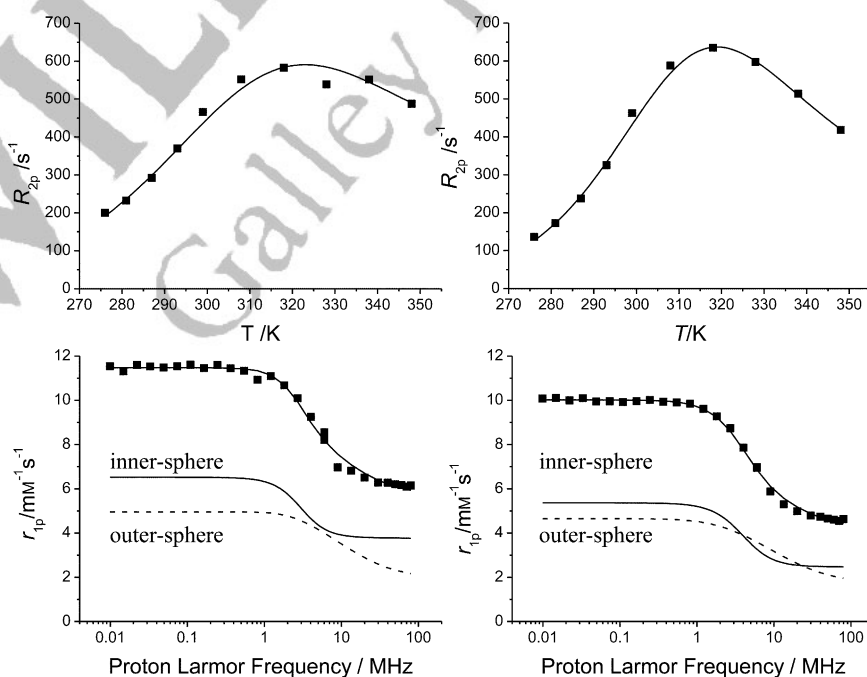 700
600
500
400
300
200
100
0
R2p /s-1
270 280 290 300 310 320 330 340 350
T /K
700
600
500
400
300
200
100
0
R2p /s-1
270 280 290 300 310 320 330 340 350
T/K
12
10
8
6
4
2
0
r1p/mM-1s-1
inner-sphere
outer-sphere
0.01 0.1 1 10 100
Proton Larmor Frequency / MHz
12
10
8
6
4
2
0
r1p/mM-1s-1
inner-sphere
outer-sphere
0.01 0.1 1 10 100
Proton Larmor Frequency / MHz
Galley